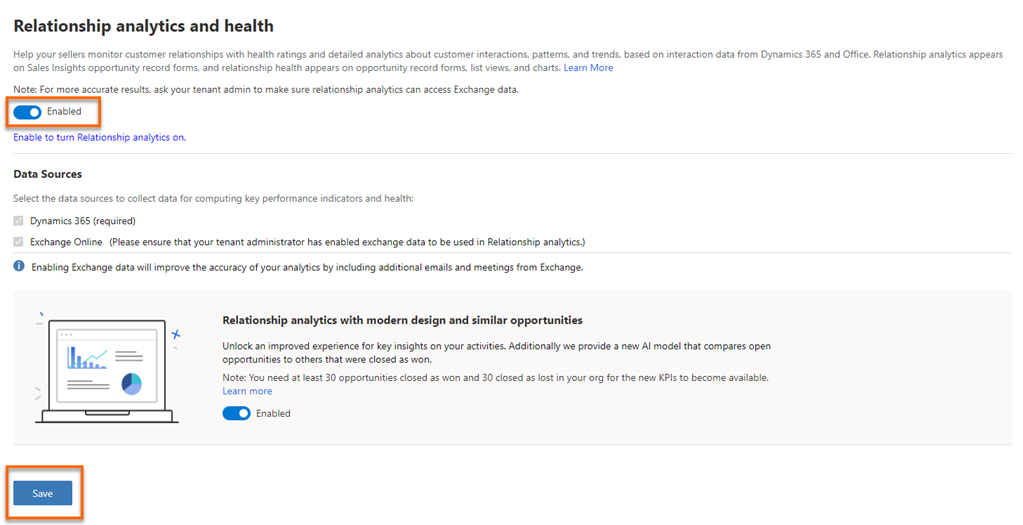 Relationship analytics and health
Help your sellers monitor customer relationships with health ratings and detailed analytics about customer interactions, patterns, and trends, based on interaction data from Dynamics 365 and Office. Relationship analytics appears
on Sales Insights opportunity record forms, and relationship health appears on opportunity record forms, list views, and charts. Learn More
Note: For more accurate results, ask your tenant admin to make sure relationship analytics can access Exchange data.
Enabled
Enable to turn Relationship analytics on.
Data Sources
Select the data sources to collect data for computing key performance indicators and health:
Dynamics 365 (required)
Exchange Online (Please ensure that your tenant administrator has enabled exchange data to be used in Relationship analytics.)
Enabling Exchange data will improve the accuracy of your analytics by including additional emails and meetings from Exchange.
Relationship analytics with modern design and similar opportunities
Unlock an improved experience for key insights on your activities. Additionally we provide a new AI model that compares open
opportunities to others that were closed as won.
Note: You need at least 30 opportunities closed as won and 30 closed as lost in your org for the new KPIs to become available.
Learn more
Enabled
Save